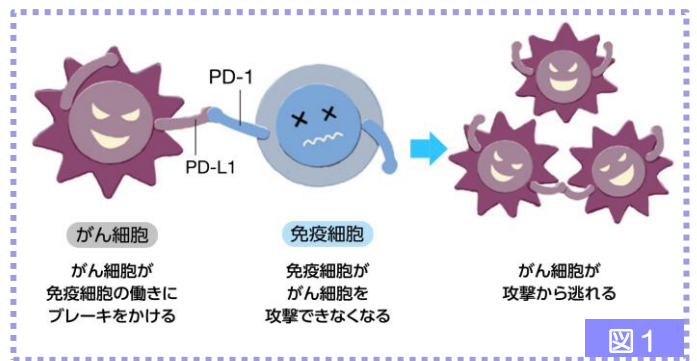 PD-1
PD-L1
がん細胞
がん細胞が
免疫細胞の働きに
ブレーキをかける
免疫細胞
免疫細胞が
がん細胞を
攻撃できなくなる
がん細胞が
攻撃から逃れる
図1